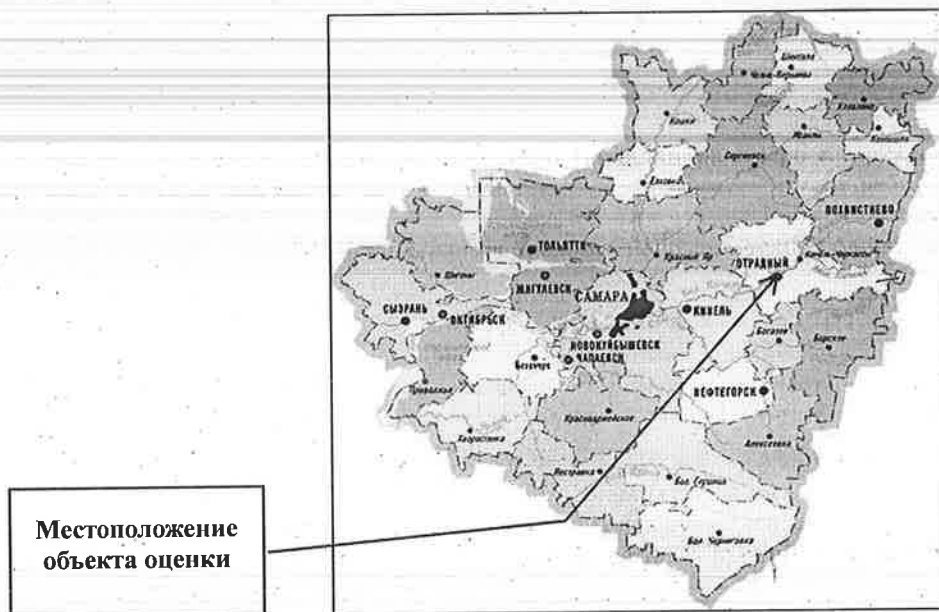 Шентала
Челно-Вершины
Клявлино
Кошки
Исаклы
Камышла
Сергиевск
Елховка
ПОХВИСТНЕВО
ТОЛЬЯТТИ
Красный Яр
ОТРАДНЫЙ
Кинель-Черкассы
Шигоны
ЖИГУЛЕВСК
САМАРА
СЫЗРАНЬ
ОКТЯБРЬСК
КИНЕЛЬ
Богатое
Борское
НОВОКУЙБЫШЕВСК
ЧАПАЕВСК
Безенчук
Приволжье
НЕФТЕГОРСК
Красноармейское
Хворостянка
Алексеевка
Пестравка
Бол. Глушица
Бол. Черниговка
Местоположение
объекта оценки